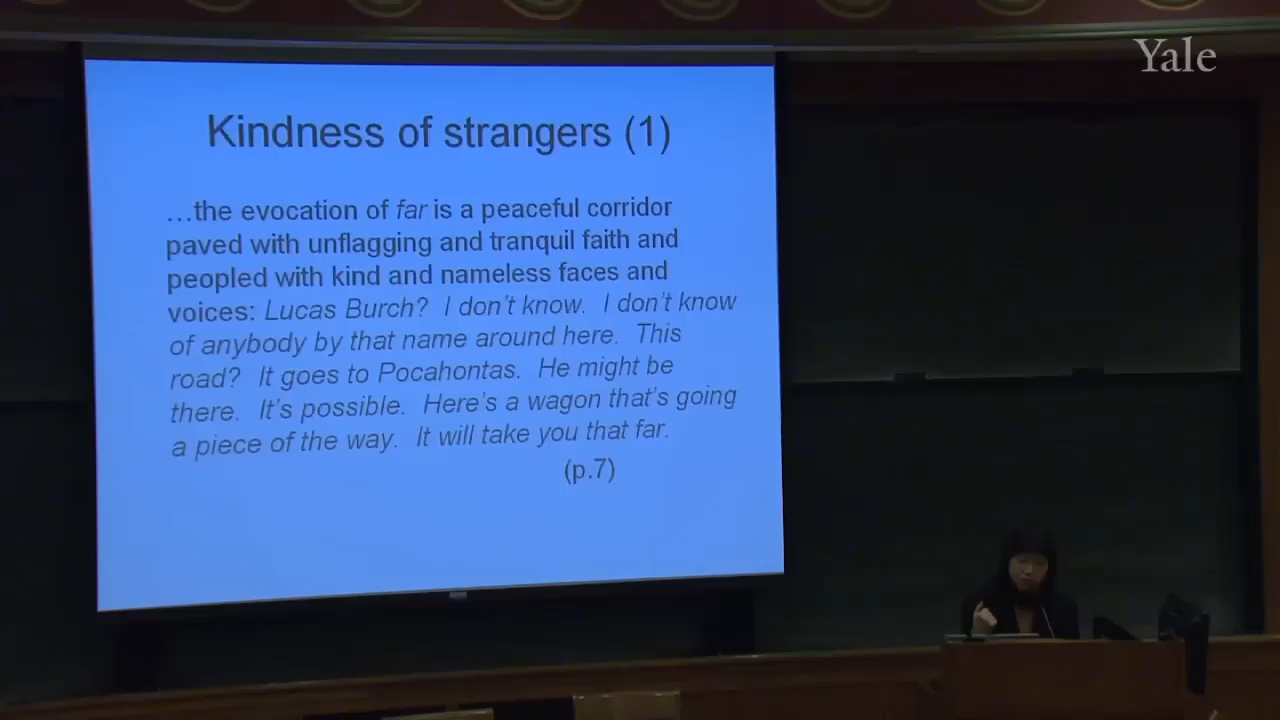 Yale
Kindness of strangers (1)
…the evocation of far is a peaceful corridor
paved with unflagging and tranquil faith and
peopled with kind and nameless faces and
voices: Lucas Burch? I don't know. I don't know
of anybody by that name around here. This
road? It goes to Pocahontas. He might be
there. It's possible. Here's a wagon that's going
a piece of the way. It will take you that far.
(p.7)